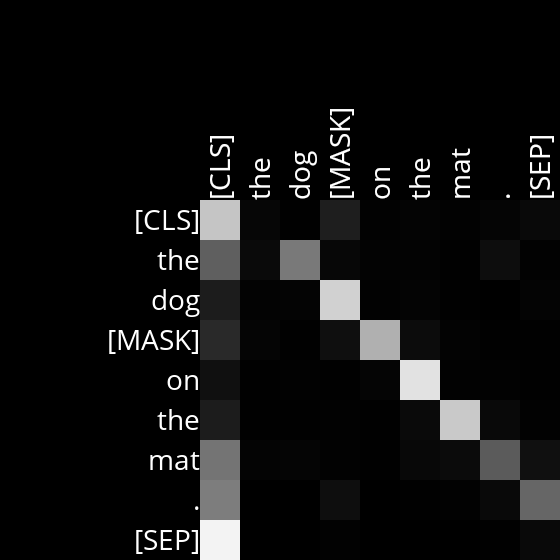 [CLS] the dog [MASK] on the mat . [SEP]
[CLS]
the
dog
[MASK]
on
the
mat
.
[SEP]